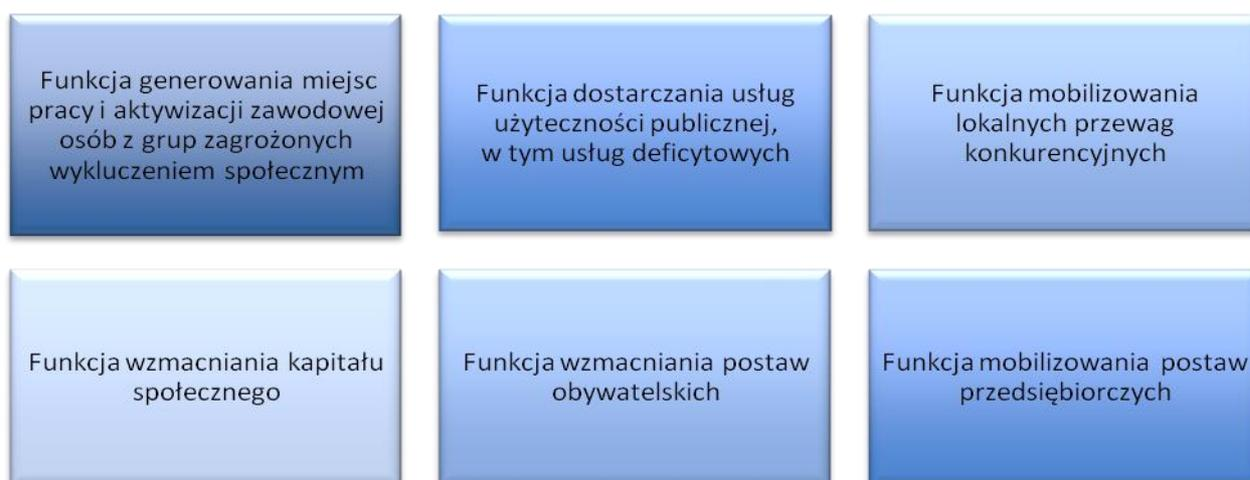 Funkcja generowania miejsc
pracy i aktywizacji zawodowej
osób z grup zagrożonych
wykluczeniem społecznym
Funkcja dostarczania usług
użyteczności publicznej,
w tym usług deficytowych
Funkcja mobilizowania
lokalnych przewag
konkurencyjnych
Funkcja wzmacniania kapitału
społecznego
Funkcja wzmacniania postaw
obywatelskich
Funkcja mobilizowania postaw
przedsiębiorczych